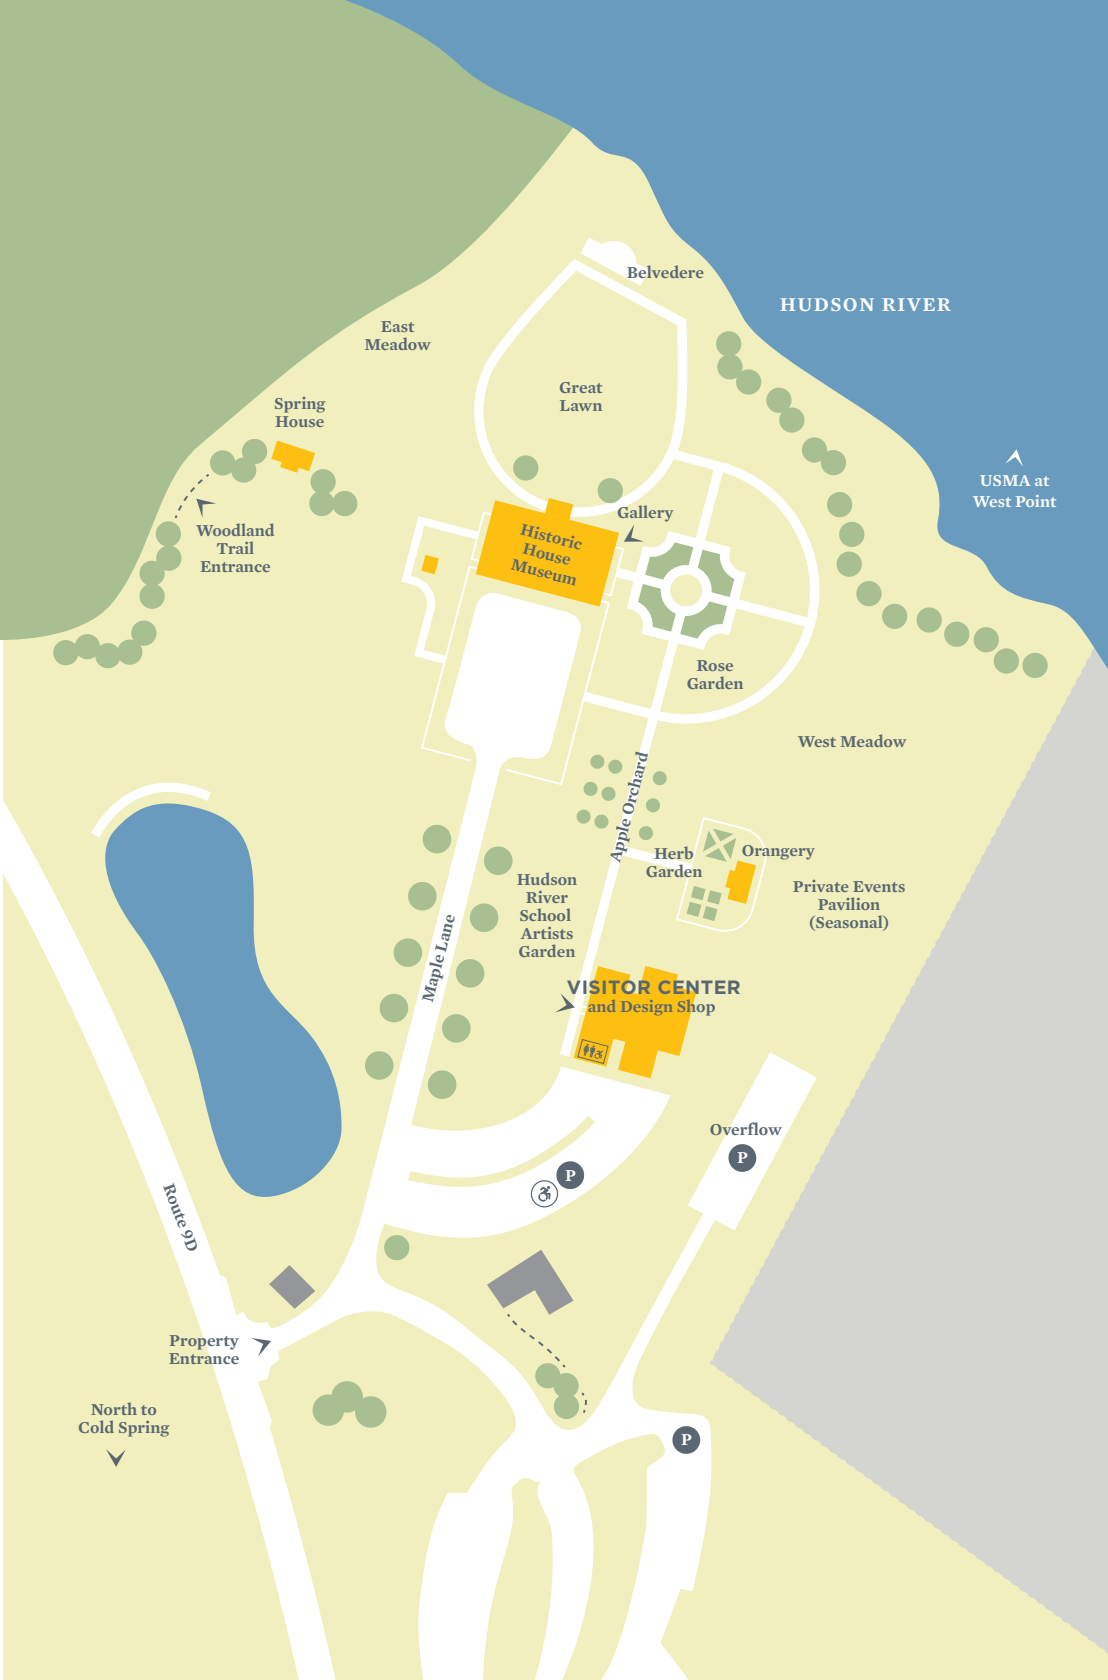 Belvedere
HUDSON RIVER
East
Meadow
Great
Lawn
Spring
House
USMA at
West Point
Gallery
Woodland
Trail
Entrance
Historic
House
Museum
Rose
Garden
West Meadow
Apple Orchard
Herb
Garden
Orangery
Private Events
Pavilion
(Seasonal)
Hudson
River
School
Artists
Garden
Maple Lane
VISITOR CENTER
and Design Shop
Overflow
P
P
Route 9D
Property
Entrance
North to
Cold Spring
P